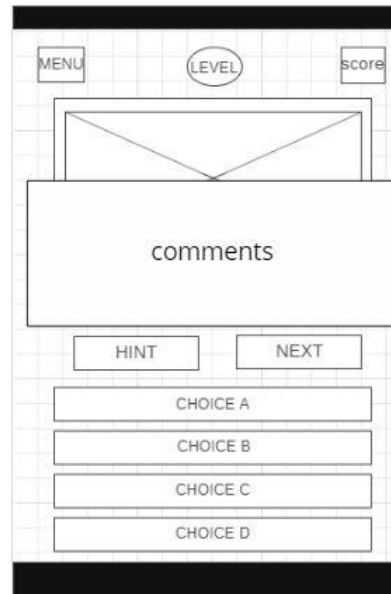 MENU LEVEL score
comments
HINT NEXT
CHOICE A
CHOICE B
CHOICE C
CHOICE D